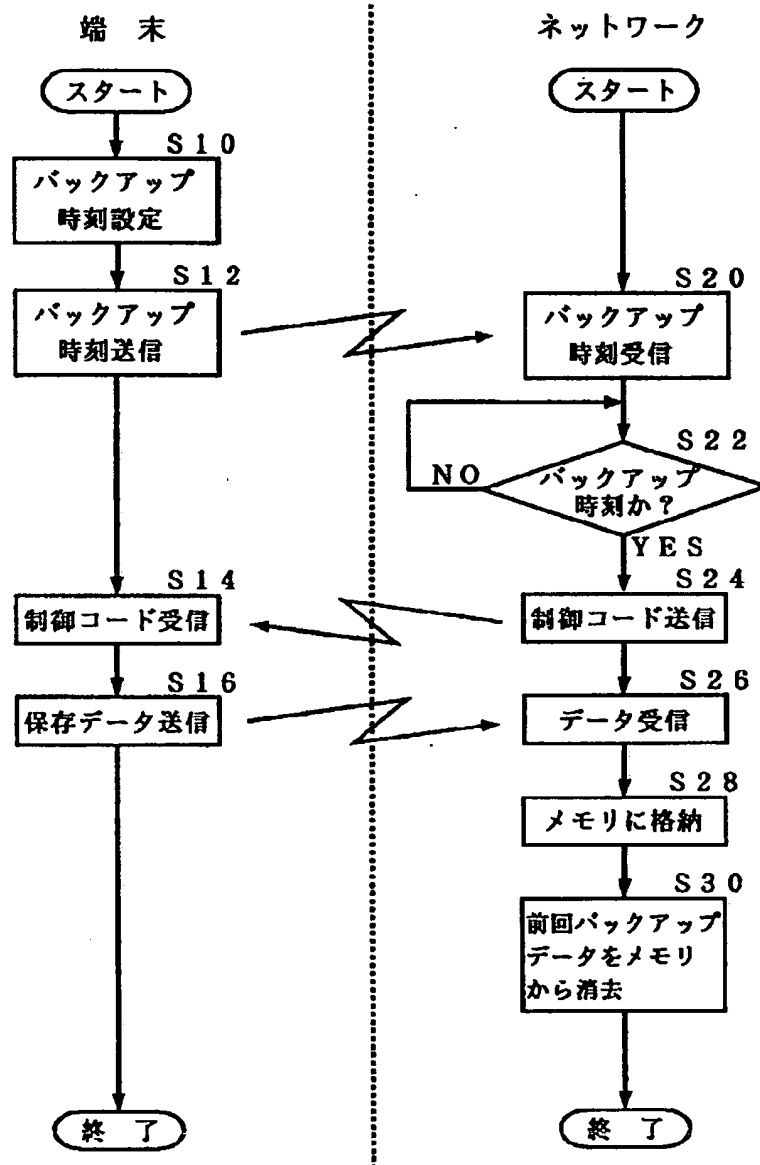 端　末
スタート
S10
バックアップ
時刻設定
S12
バックアップ
時刻送信
S14
制御コード受信
S16
保存データ送信
終　了
ネットワーク
スタート
S20
バックアップ
時刻受信
S22
バックアップ
時刻か？
NO
YES
S24
制御コード送信
S26
データ受信
S28
メモリに格納
S30
前回バックアップ
データをメモリ
から消去
終　了